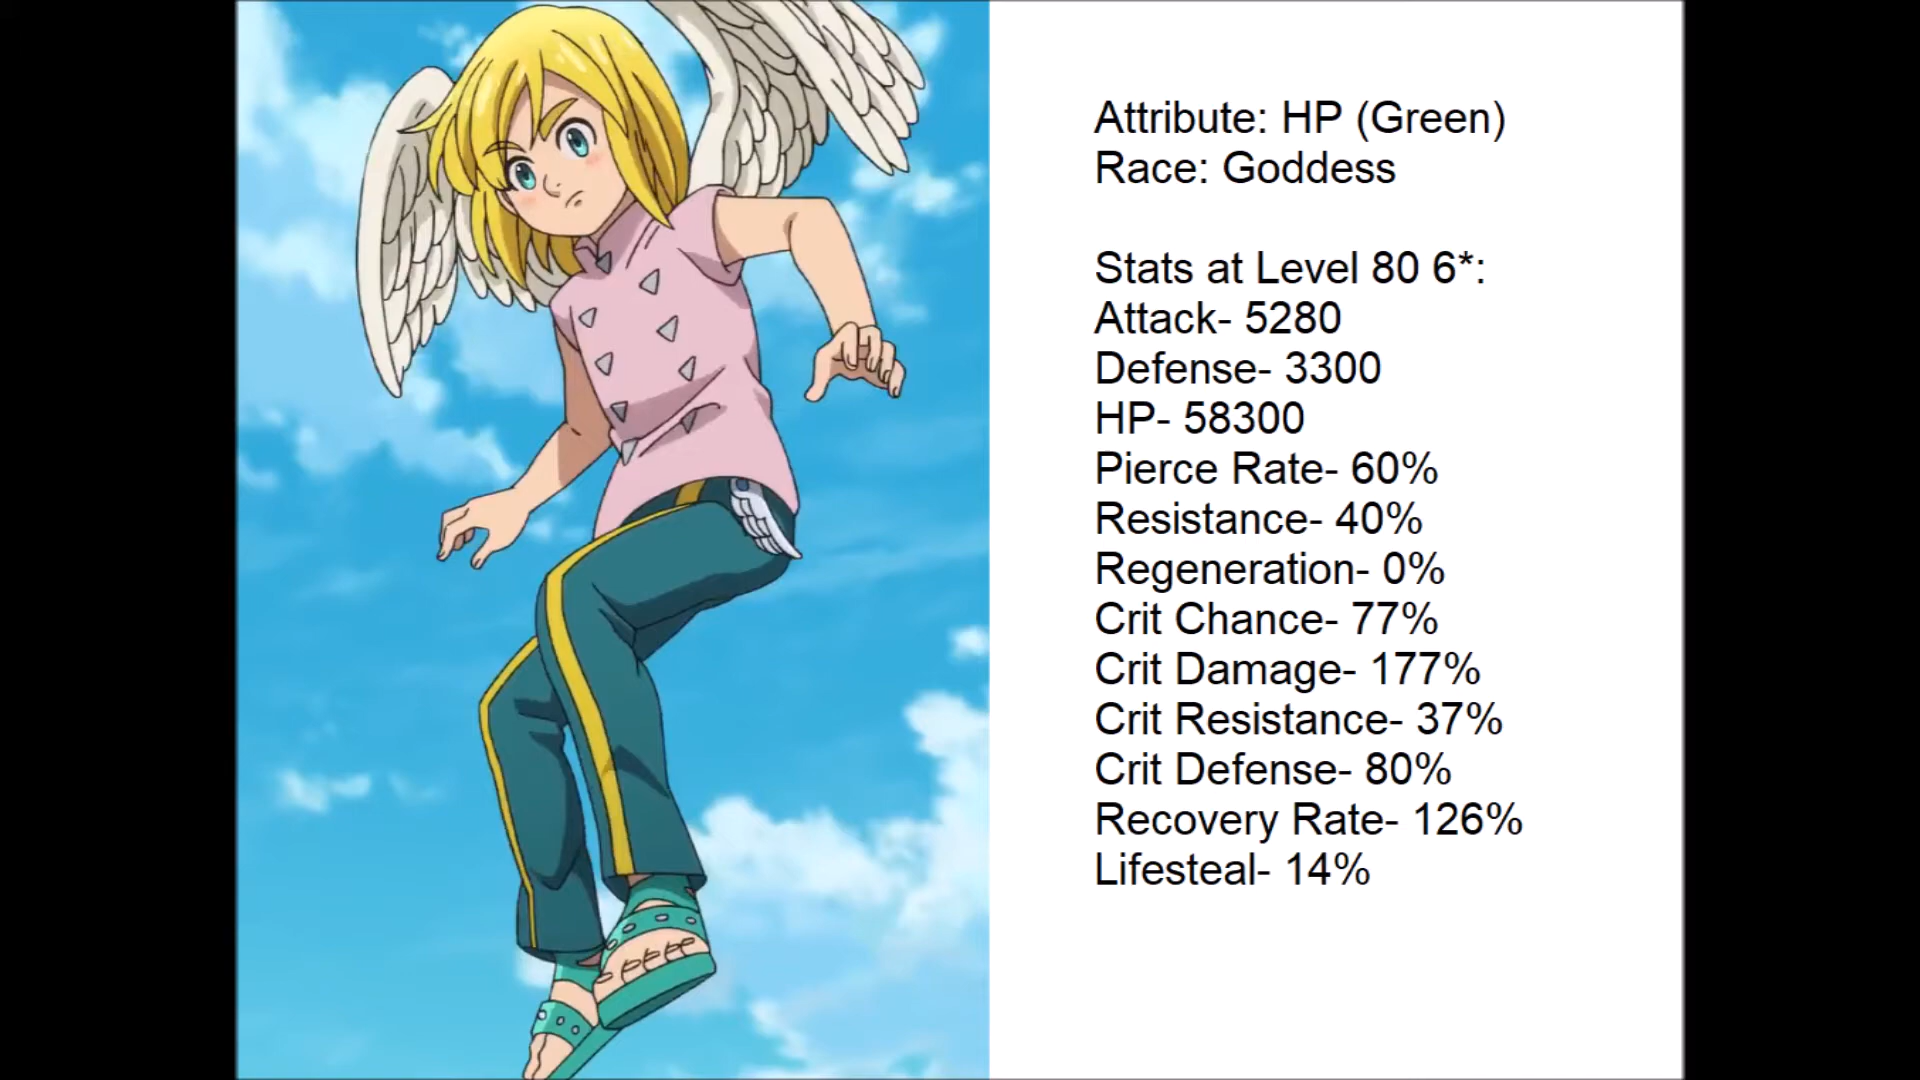 Attribute: HP (Green)
Race: Goddess
Stats at Level 80 6*:
Attack- 5280
Defense- 3300
HP- 58300
Pierce Rate- 60%
Resistance- 40%
Regeneration- 0%
Crit Chance- 77%
Crit Damage- 177%
Crit Resistance- 37%
Crit Defense- 80%
Recovery Rate- 126%
Lifesteal- 14%